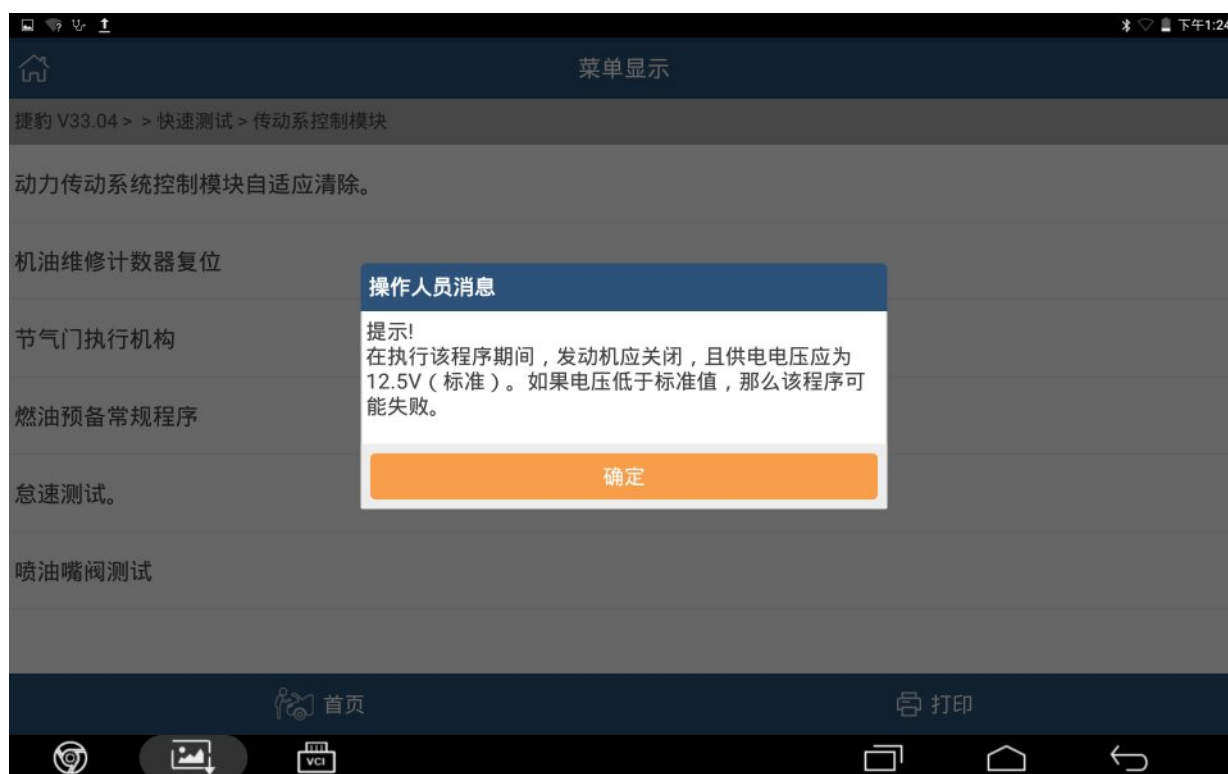 下午1:24
菜单显示
捷豹 V33.04 > > 快速测试 > 传动系控制模块
动力传动系统控制模块自适应清除。
机油维修计数器复位
节气门执行机构
燃油预备常规程序
怠速测试。
喷油嘴阀测试
操作人员消息
提示!
在执行该程序期间，发动机应关闭，且供电电压应为
12.5V（标准）。如果电压低于标准值，那么该程序可
能失败。
确定
首页
打印
VCI